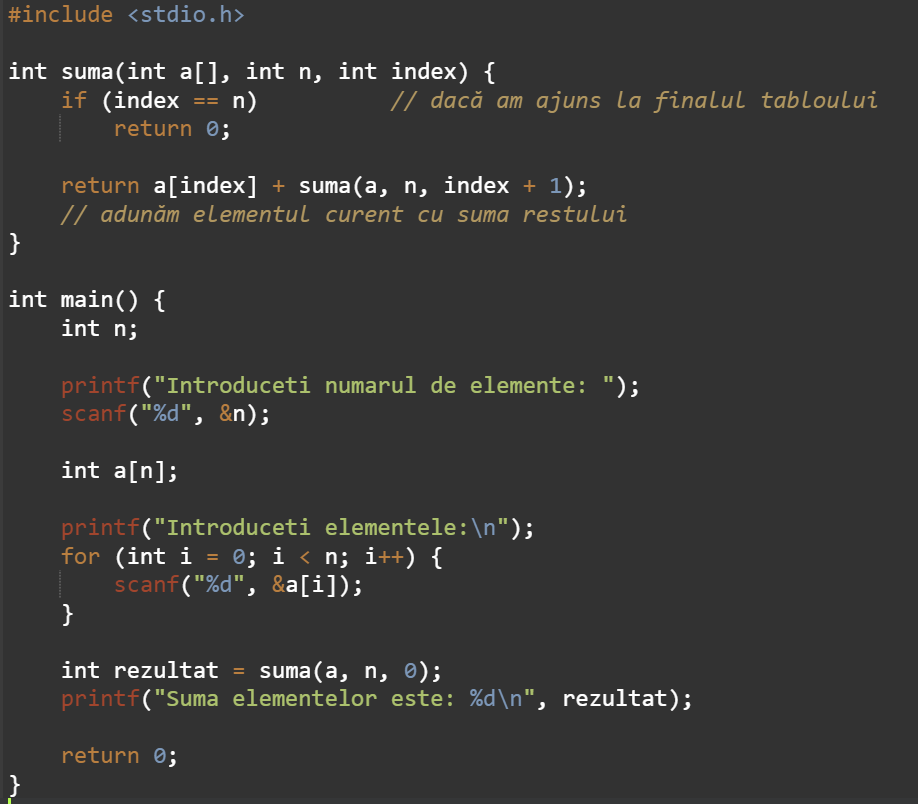 #include <stdio.h>

int suma(int a[], int n, int index) {
    if (index == n)          // dacă am ajuns la finalul tabloului
        return 0;

    return a[index] + suma(a, n, index + 1);
    // adunăm elementul curent cu suma restului
}

int main() {
    int n;

    printf("Introduceti numarul de elemente: ");
    scanf("%d", &n);

    int a[n];

    printf("Introduceti elementele:\n");
    for (int i = 0; i < n; i++) {
        scanf("%d", &a[i]);
    }

    int rezultat = suma(a, n, 0);
    printf("Suma elementelor este: %d\n", rezultat);

    return 0;
}